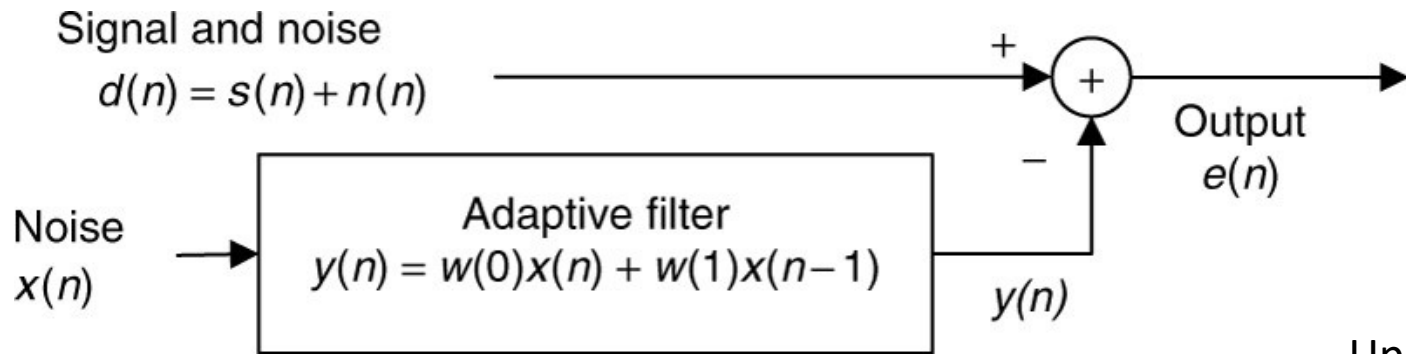 Signal and noise
d(n) = s(n)+n(n)
+
+
Output
e(n)
−
Noise
x(n)
Adaptive filter
y(n) = w(0)x(n) + w(1)x(n−1)
y(n)